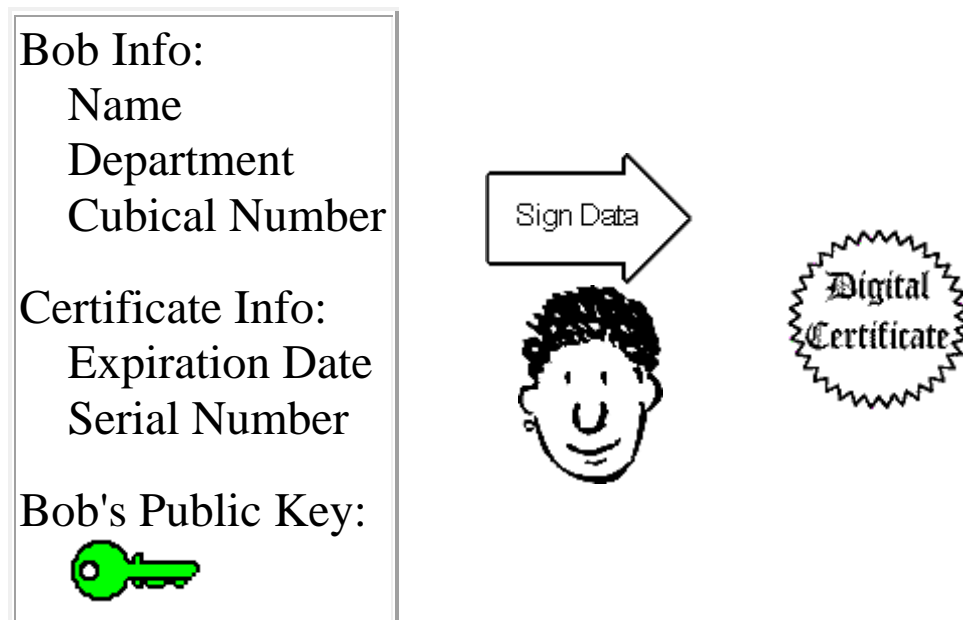 Bob Info:
Name
Department
Cubical Number
Certificate Info:
Expiration Date
Serial Number
Bob's Public Key:
Sign Data
Digital
Certificate